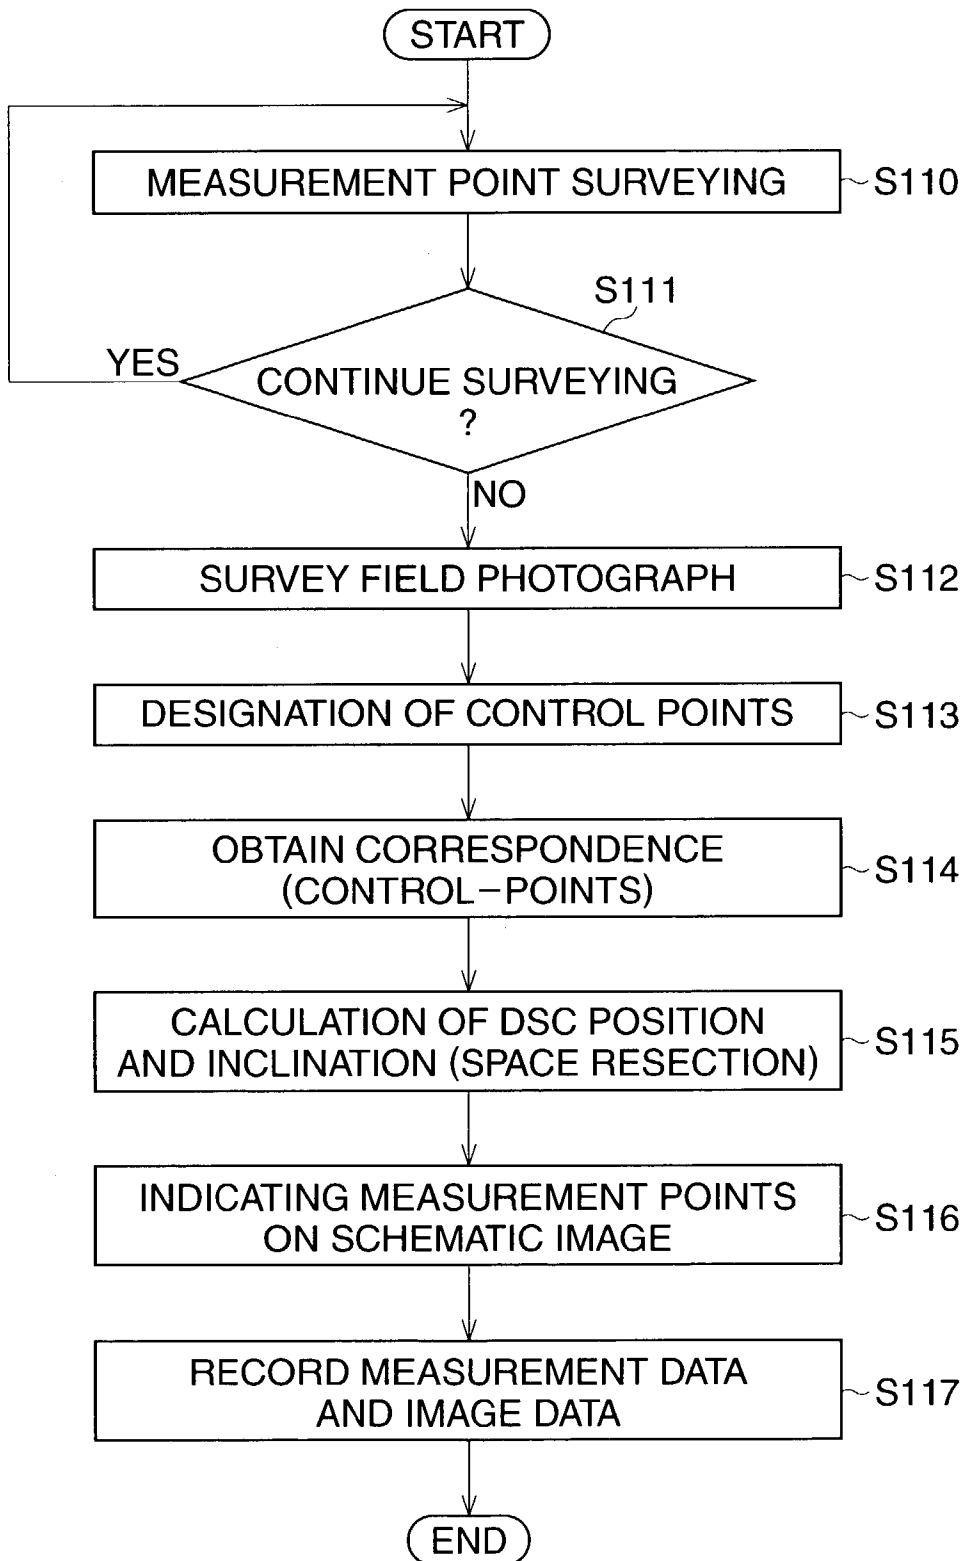 START
MEASUREMENT POINT SURVEYING
S110
S111
YES
CONTINUE SURVEYING
?
NO
SURVEY FIELD PHOTOGRAPH
S112
DESIGNATION OF CONTROL POINTS
S113
OBTAIN CORRESPONDENCE
(CONTROL-POINTS)
S114
CALCULATION OF DSC POSITION
AND INCLINATION (SPACE RESECTION)
S115
INDICATING MEASUREMENT POINTS
ON SCHEMATIC IMAGE
S116
RECORD MEASUREMENT DATA
AND IMAGE DATA
S117
END